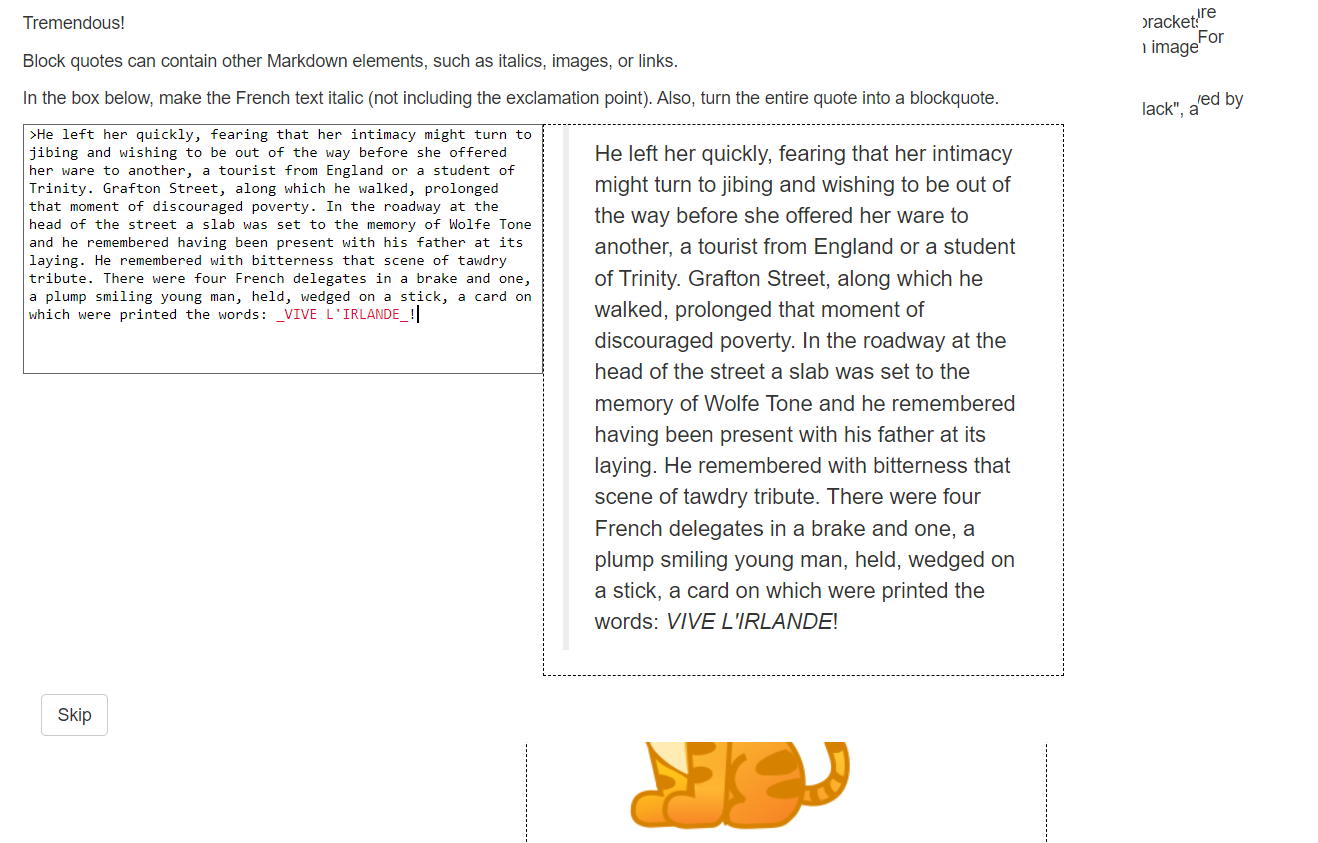 Tremendous!
Block quotes can contain other Markdown elements, such as italics, images, or links.
In the box below, make the French text italic (not including the exclamation point). Also, turn the entire quote into a blockquote.
>He left her quickly, fearing that her intimacy might turn to
jibing and wishing to be out of the way before she offered
her ware to another, a tourist from England or a student of
Trinity. Grafton Street, along which he walked, prolonged
that moment of discouraged poverty. In the roadway at the
head of the street a slab was set to the memory of Wolfe Tone
and he remembered having been present with his father at its
laying. He remembered with bitterness that scene of tawdry
tribute. There were four French delegates in a brake and one,
a plump smiling young man, held, wedged on a stick, a card on
which were printed the words: _VIVE L'IRLANDE_!
He left her quickly, fearing that her intimacy
might turn to jibing and wishing to be out of
the way before she offered her ware to
another, a tourist from England or a student
of Trinity. Grafton Street, along which he
walked, prolonged that moment of
discouraged poverty. In the roadway at the
head of the street a slab was set to the
memory of Wolfe Tone and he remembered
having been present with his father at its
laying. He remembered with bitterness that
scene of tawdry tribute. There were four
French delegates in a brake and one, a
plump smiling young man, held, wedged on
a stick, a card on which were printed the
words: VIVE L'IRLANDE!
Skip
image
For
lack", a
by